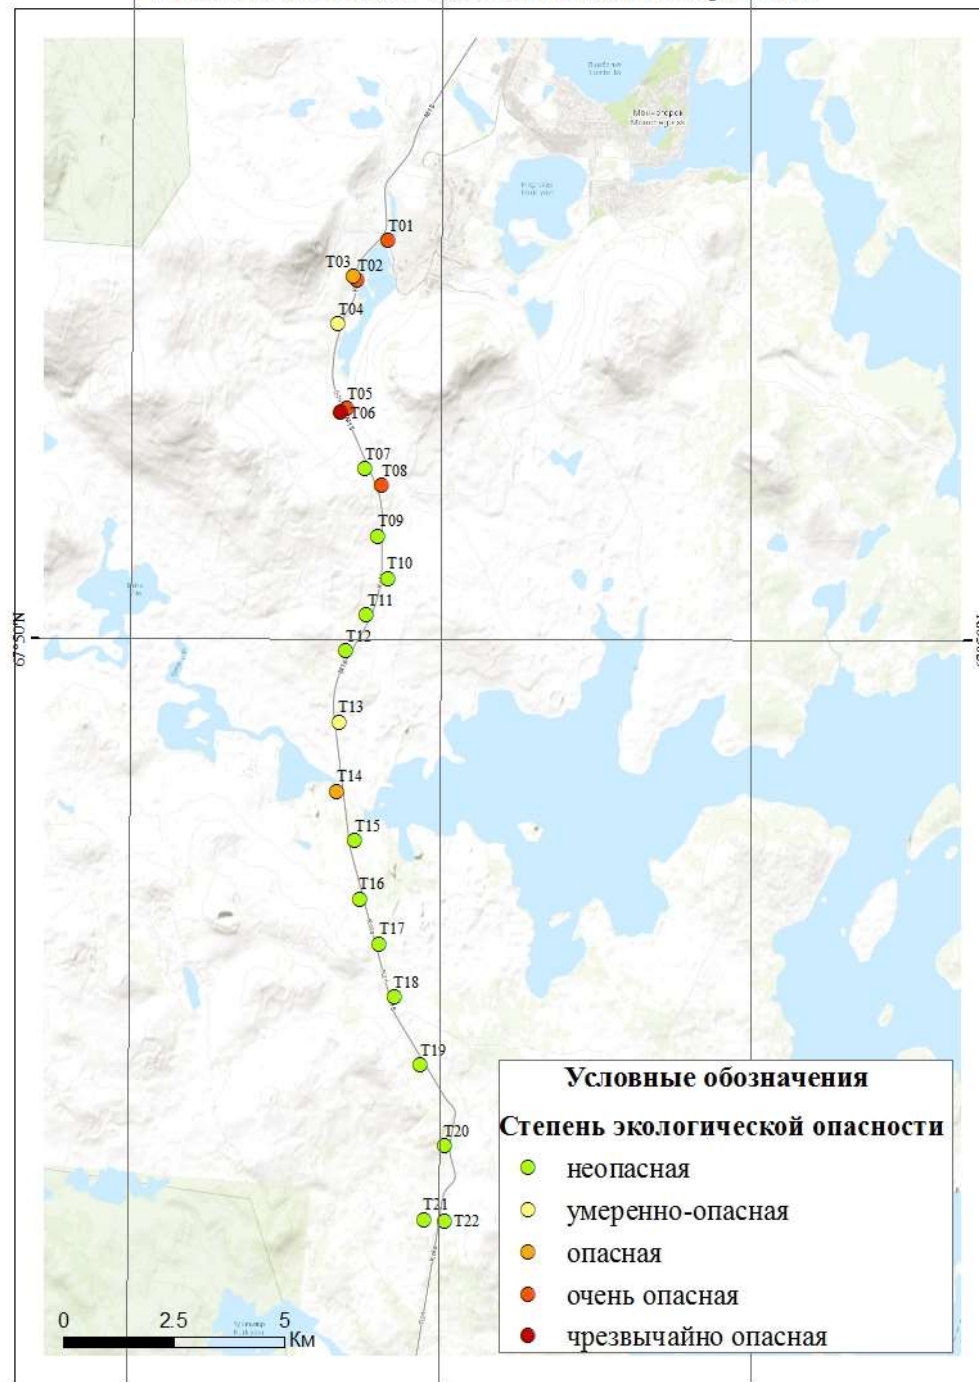 Мончегорск
Monchegorsk
T01
T03
T02
T04
T05
T06
T07
T08
T09
T10
T11
67°50'N
T12
T13
T14
T15
T16
T17
T18
T19
T20
T21
T22
Условные обозначения
Степень экологической опасности
неопасная
умеренно-опасная
опасная
очень опасная
чрезвычайно опасная
0 2.5 5
Км